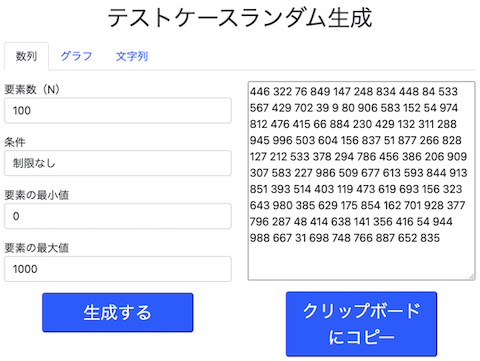 テストケースランダム生成
数列 グラフ 文字列
要素数（N）
100
条件
制限なし
要素の最小値
0
要素の最大値
1000
生成する
446 322 76 849 147 248 834 448 84 533
567 429 702 39 9 80 906 583 152 54 974
812 476 415 66 884 230 429 132 311 288
945 996 503 604 156 837 51 877 266 828
127 212 533 378 294 786 456 386 206 909
307 583 227 986 509 677 613 593 844 913
851 393 514 403 119 473 619 693 156 323
643 980 385 629 175 854 162 701 928 377
796 287 48 414 638 141 356 416 54 944
988 667 31 698 748 766 887 652 835
クリップボード
にコピー